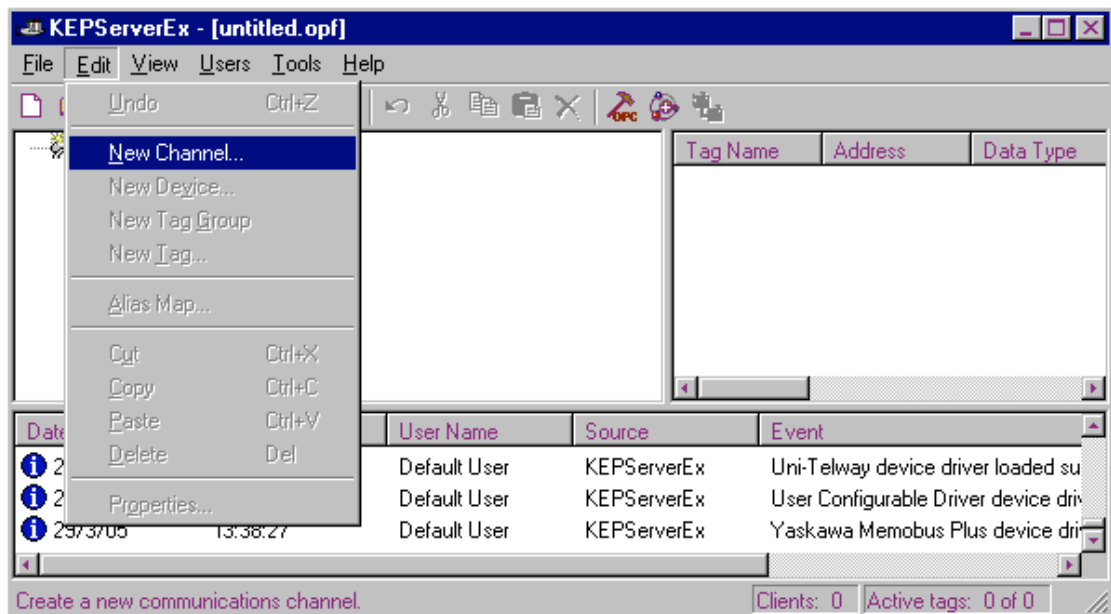 KEPServerEx - [untitled.opf]
File Edit View Users Tools Help
OPC
Undo Ctrl+Z
New Channel...
New Device...
New Tag Group
New Tag...
Alias Map...
Cut Ctrl+X
Copy Ctrl+C
Paste Ctrl+V
Delete Del
Properties...
Tag Name Address Data Type
Date User Name Source Event
2 Default User KEPServerEx Uni-Telway device driver loaded su
2 Default User KEPServerEx User Configurable Driver device driv
29/3/05 13:38:27 Default User KEPServerEx Yaskawa Memobus Plus device dri
Create a new communications channel. Clients: 0 Active tags: 0 of 0